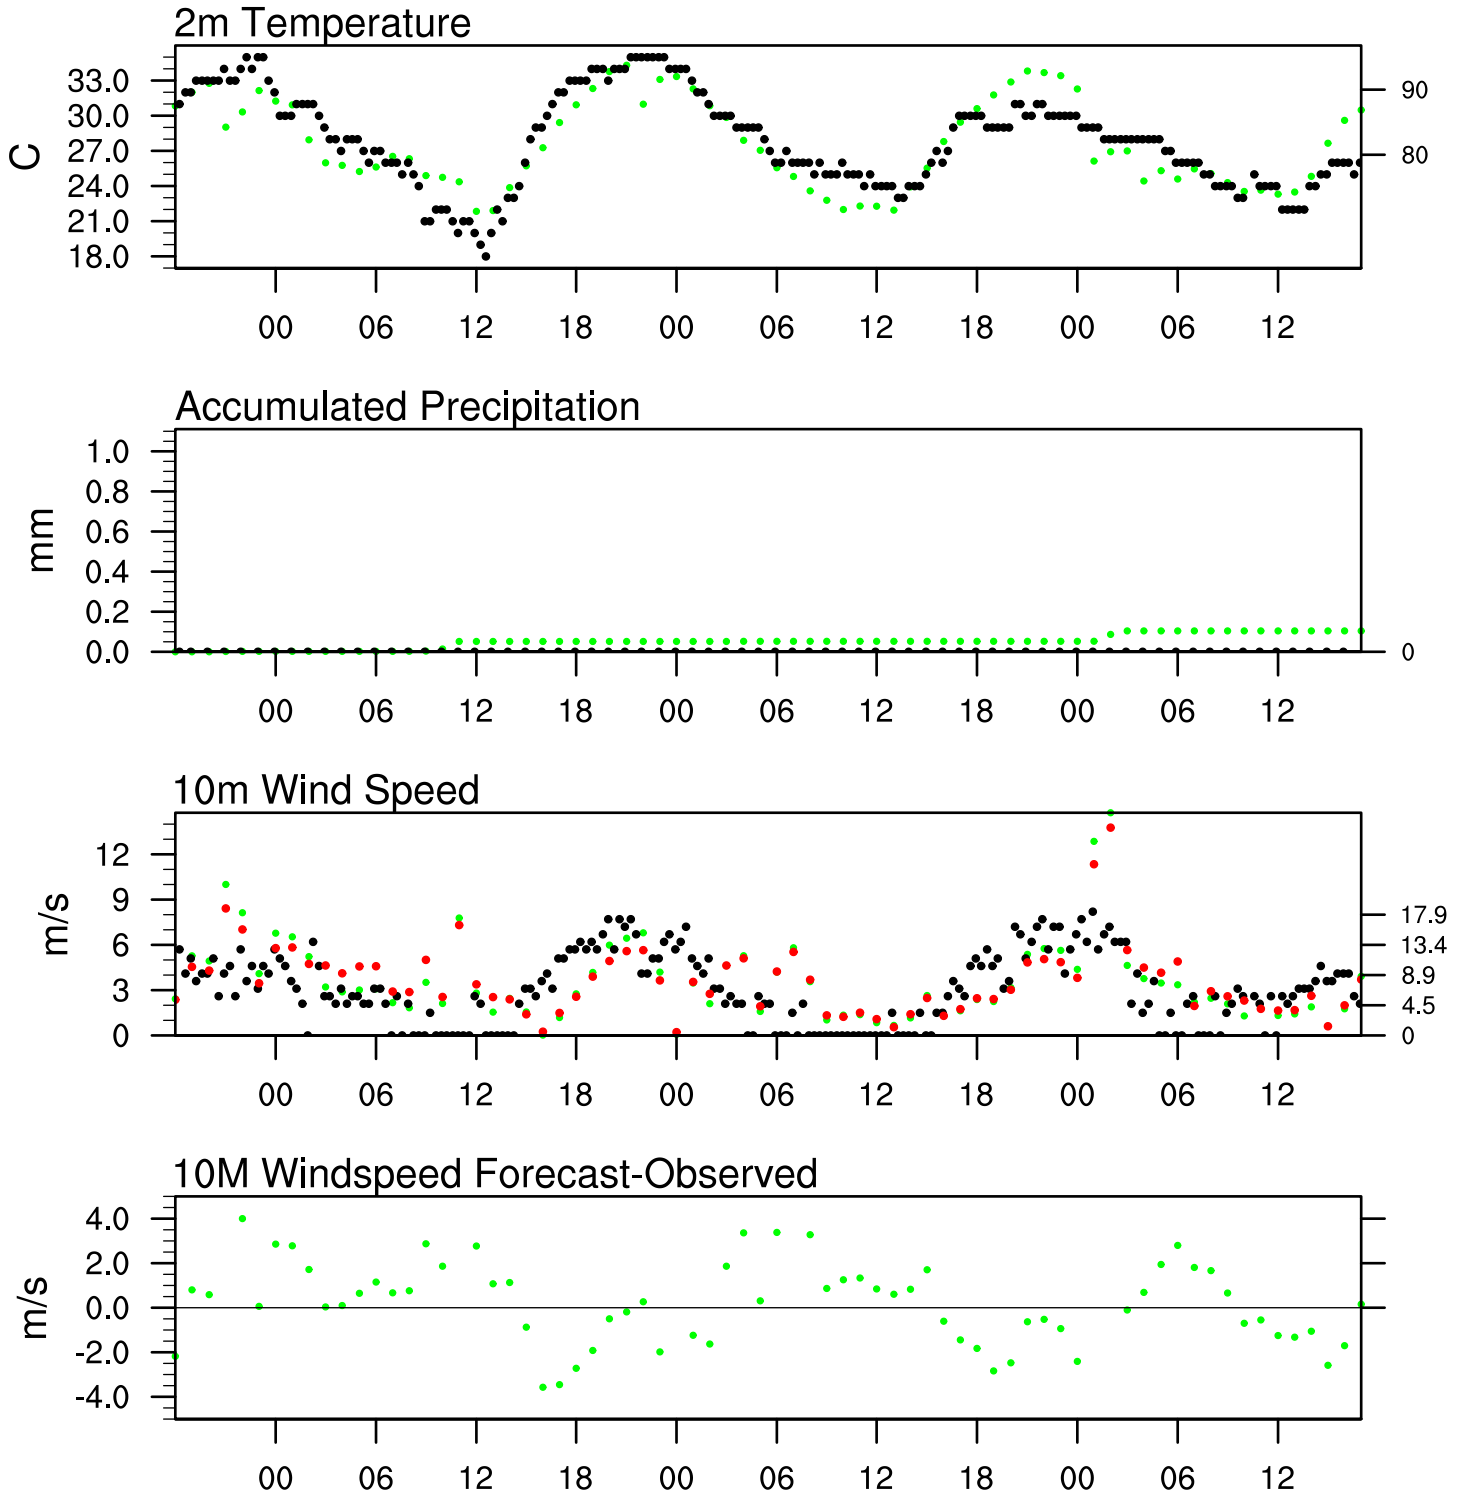 2m Temperature
33.0
30.0
27.0
24.0
21.0
18.0
C
90
80
00 06 12 18 00 06 12 18 00 06 12
Accumulated Precipitation
1.0
0.8
0.6
0.4
0.2
0.0
mm
0
00 06 12 18 00 06 12 18 00 06 12
10m Wind Speed
12
9
6
3
0
m/s
17.9
13.4
8.9
4.5
0
00 06 12 18 00 06 12 18 00 06 12
10M Windspeed Forecast-Observed
4.0
2.0
0.0
-2.0
-4.0
m/s
00 06 12 18 00 06 12 18 00 06 12